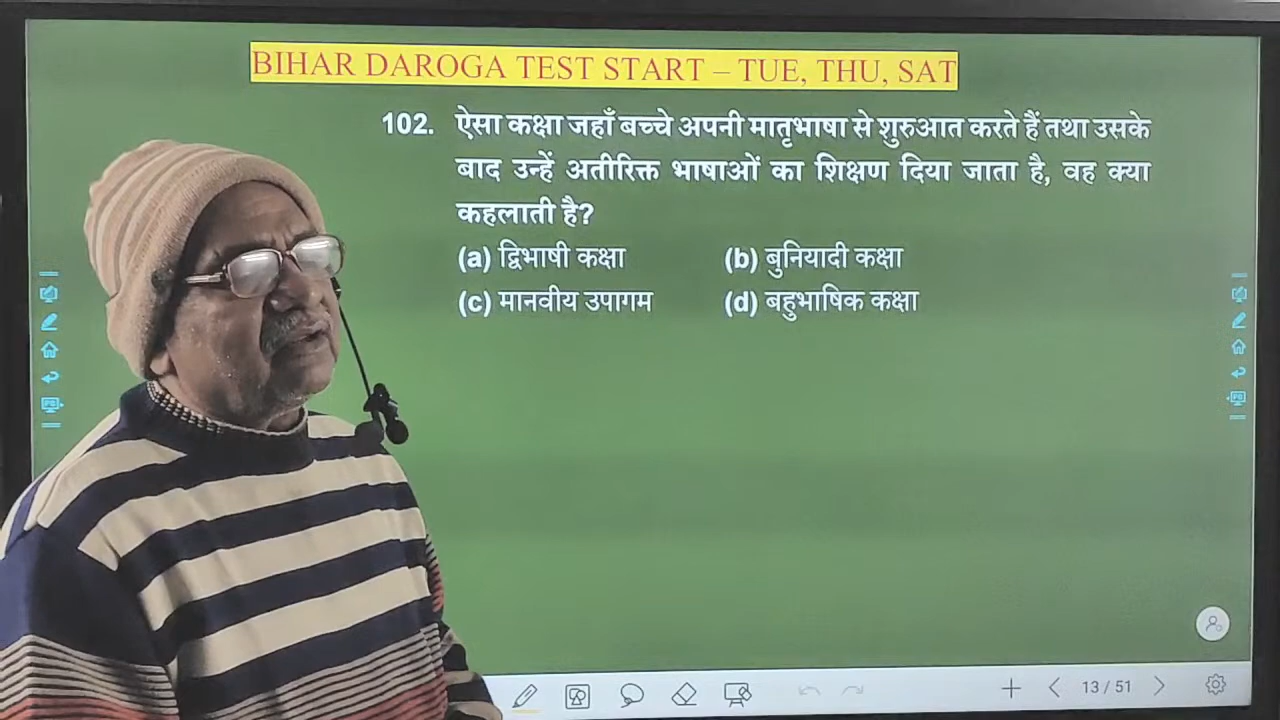 BIHAR DAROGA TEST START – TUE, THU, SAT
102. ऐसा कक्षा जहाँ बच्चे अपनी मातृभाषा से शुरुआत करते हैं तथा उसके
बाद उन्हें अतीरिक्त भाषाओं का शिक्षण दिया जाता है, वह क्या
कहलाती है?
(a) द्विभाषी कक्षा (b) बुनियादी कक्षा
(c) मानवीय उपागम (d) बहुभाषिक कक्षा
13 / 51